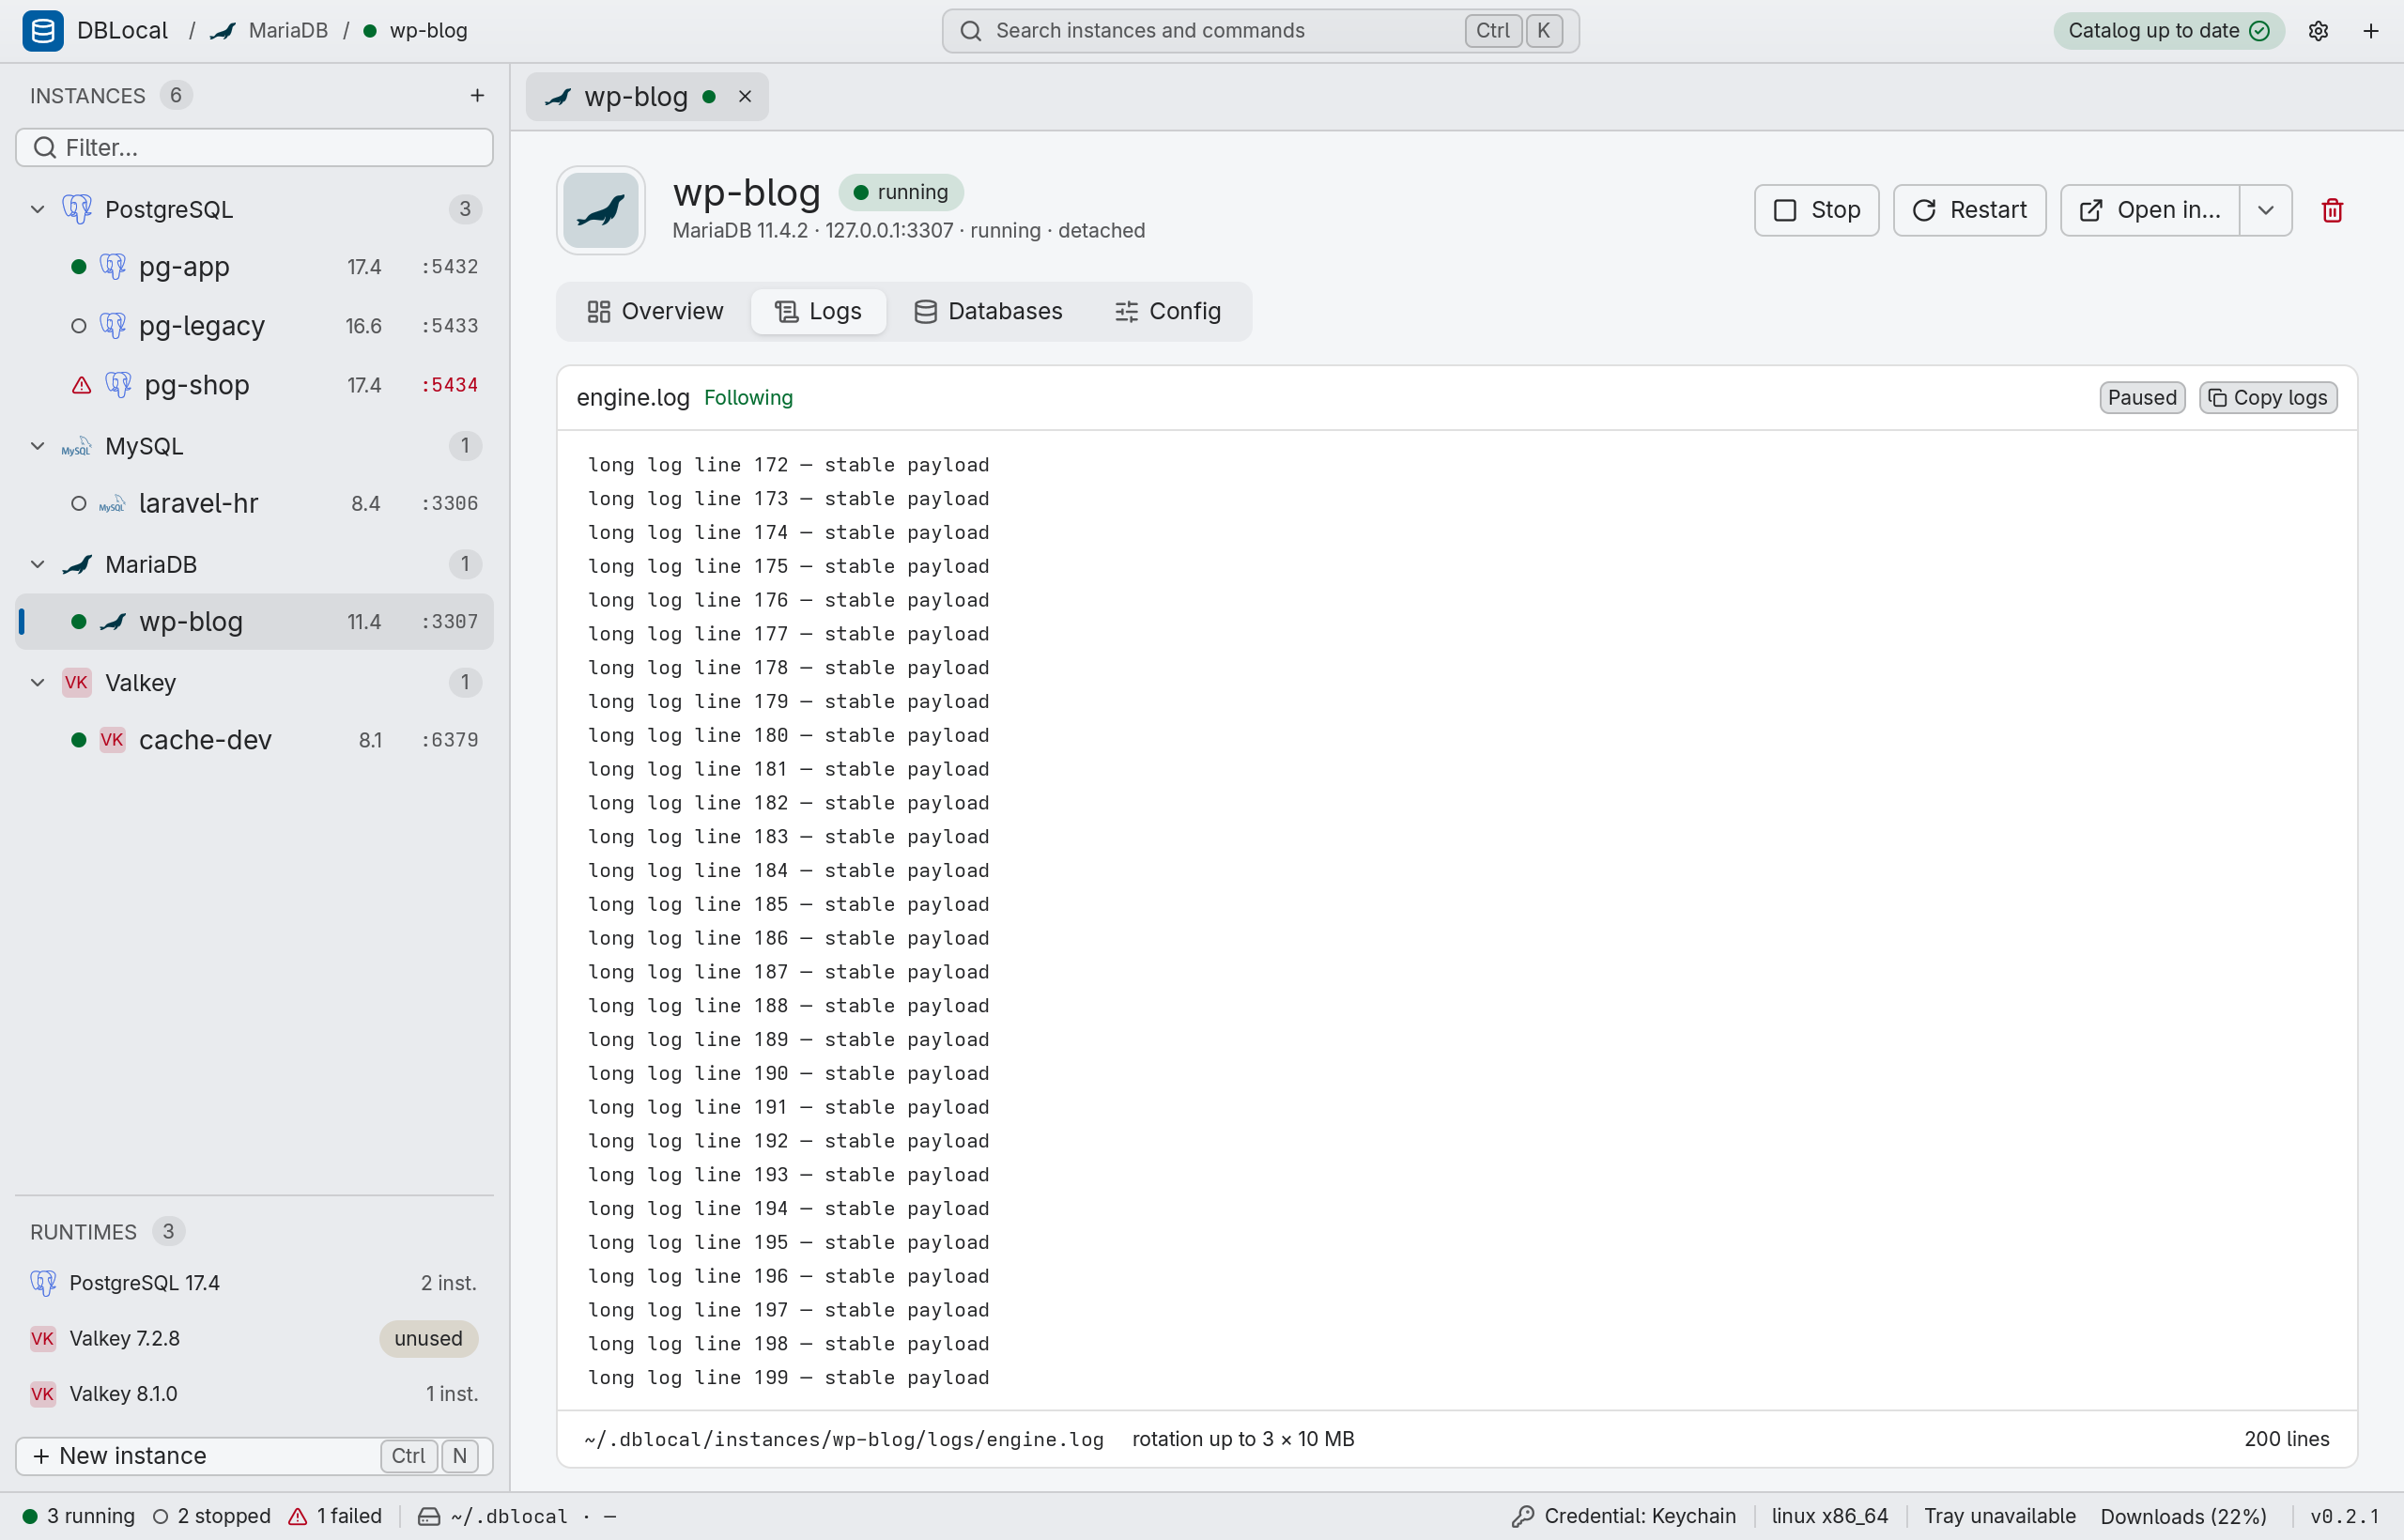 DBLocal / MariaDB / wp-blog
Search instances and commands Ctrl K
Catalog up to date
INSTANCES 6
Filter...
PostgreSQL 3
pg-app 17.4 :5432
pg-legacy 16.6 :5433
pg-shop 17.4 :5434
MySQL MySQL 1
MySQL laravel-hr 8.4 :3306
MariaDB 1
wp-blog 11.4 :3307
VK Valkey 1
VK cache-dev 8.1 :6379
RUNTIMES 3
PostgreSQL 17.4 2 inst.
VK Valkey 7.2.8 unused
VK Valkey 8.1.0 1 inst.
+ New instance Ctrl N
wp-blog
wp-blog running
MariaDB 11.4.2 · 127.0.0.1:3307 · running · detached
Stop Restart Open in...
Overview Logs Databases Config
engine.log Following Paused Copy logs
long log line 172 — stable payload
long log line 173 — stable payload
long log line 174 — stable payload
long log line 175 — stable payload
long log line 176 — stable payload
long log line 177 — stable payload
long log line 178 — stable payload
long log line 179 — stable payload
long log line 180 — stable payload
long log line 181 — stable payload
long log line 182 — stable payload
long log line 183 — stable payload
long log line 184 — stable payload
long log line 185 — stable payload
long log line 186 — stable payload
long log line 187 — stable payload
long log line 188 — stable payload
long log line 189 — stable payload
long log line 190 — stable payload
long log line 191 — stable payload
long log line 192 — stable payload
long log line 193 — stable payload
long log line 194 — stable payload
long log line 195 — stable payload
long log line 196 — stable payload
long log line 197 — stable payload
long log line 198 — stable payload
long log line 199 — stable payload
~/.dblocal/instances/wp-blog/logs/engine.log rotation up to 3 × 10 MB 200 lines
3 running 2 stopped 1 failed ~/.dblocal · — Credential: Keychain linux x86_64 Tray unavailable Downloads (22%) v0.2.1